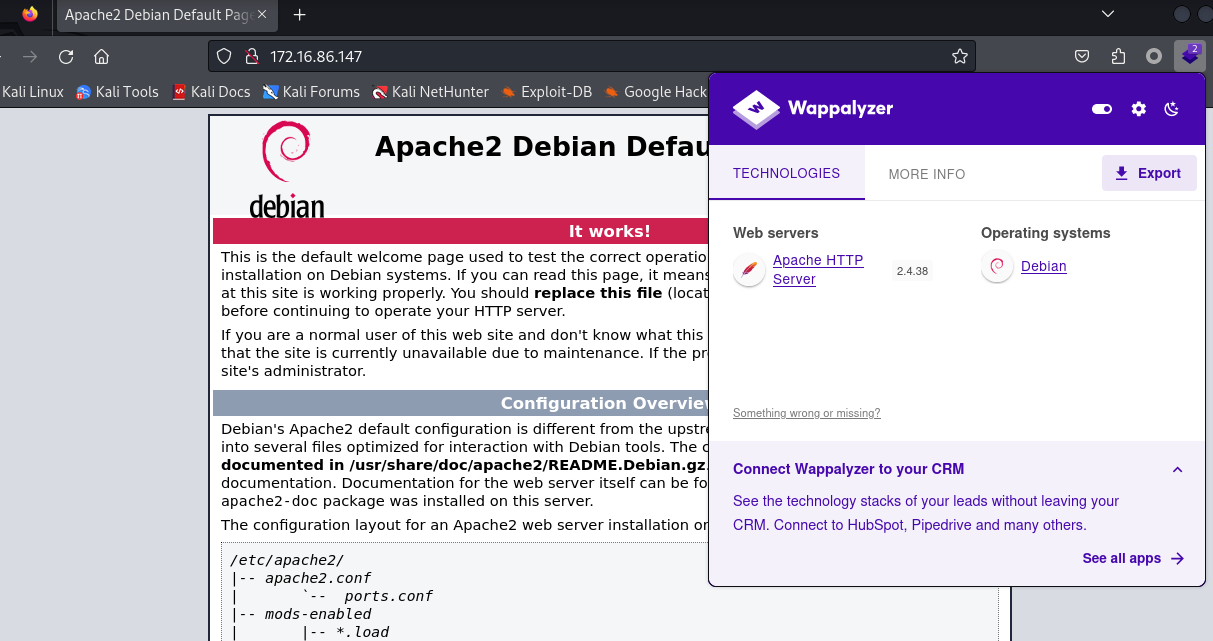 Apache2 Debian Default Pag
172.16.86.147
2
Kali Linux Kali Tools Kali Docs Kali Forums Kali NetHunter Exploit-DB Google Hack
debian
Apache2 Debian Defau
It works!
This is the default welcome page used to test the correct operatio
installation on Debian systems. If you can read this page, it means
at this site is working properly. You should replace this file (locat
before continuing to operate your HTTP server.
If you are a normal user of this web site and don't know what this
that the site is currently unavailable due to maintenance. If the pr
site's administrator.
Configuration Overview
Debian's Apache2 default configuration is different from the upstre
into several files optimized for interaction with Debian tools. The c
documented in /usr/share/doc/apache2/README.Debian.gz.
documentation. Documentation for the web server itself can be fo
apache2-doc package was installed on this server.
The configuration layout for an Apache2 web server installation on
/etc/apache2/
|-- apache2.conf
|       `--  ports.conf
|-- mods-enabled
|       |-- *.load
Wappalyzer
TECHNOLOGIES MORE INFO Export
Web servers
Apache HTTP
Server
2.4.38
Operating systems
Debian
Something wrong or missing?
Connect Wappalyzer to your CRM
See the technology stacks of your leads without leaving your
CRM. Connect to HubSpot, Pipedrive and many others.
See all apps